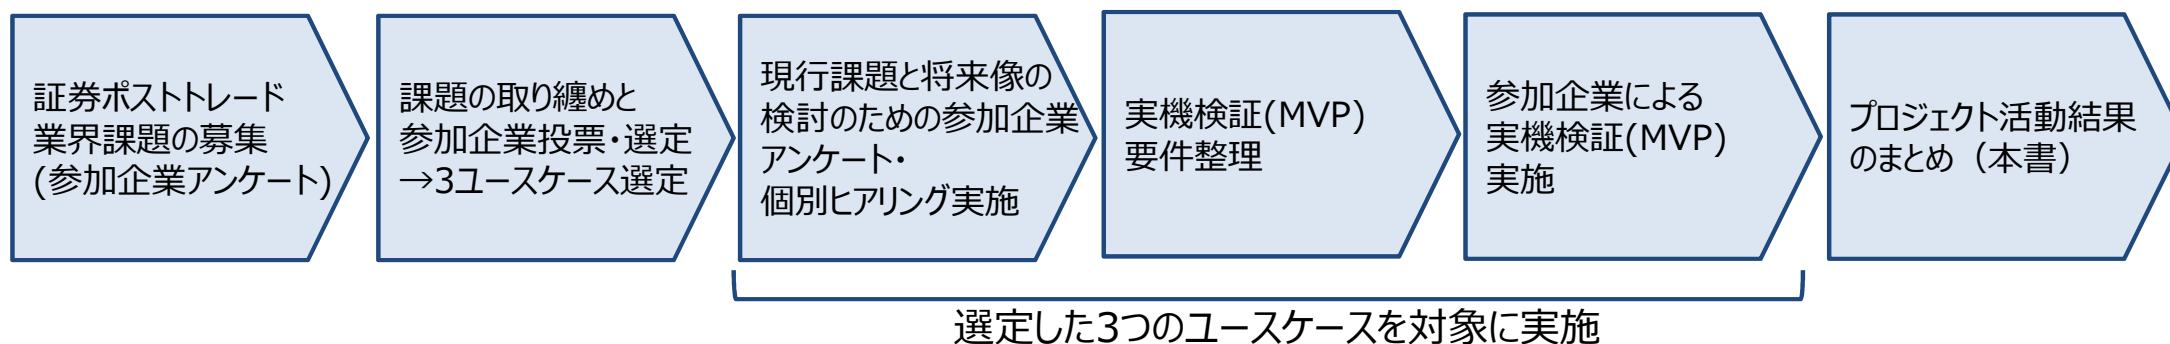 証券ポストトレード
業界課題の募集
(参加企業アンケート)
課題の取り纏めと
参加企業投票・選定
→3ユースケース選定
現行課題と将来像の
検討のための参加企業
アンケート・
個別ヒアリング実施
実機検証(MVP)
要件整理
参加企業による
実機検証(MVP)
実施
プロジェクト活動結果
のまとめ（本書）
選定した3つのユースケースを対象に実施